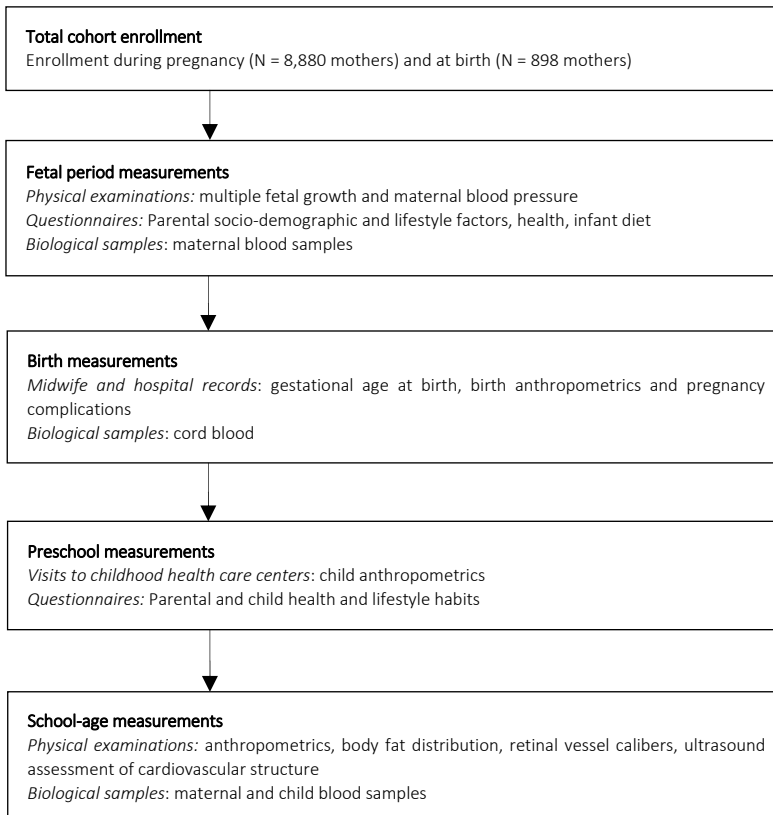 Total cohort enrollment
Enrollment during pregnancy (N = 8,880 mothers) and at birth (N = 898 mothers)
Fetal period measurements
Physical examinations: multiple fetal growth and maternal blood pressure
Questionnaires: Parental socio-demographic and lifestyle factors, health, infant diet
Biological samples: maternal blood samples
Birth measurements
Midwife and hospital records: gestational age at birth, birth anthropometrics and pregnancy
complications
Biological samples: cord blood
Preschool measurements
Visits to childhood health care centers: child anthropometrics
Questionnaires: Parental and child health and lifestyle habits
School-age measurements
Physical examinations: anthropometrics, body fat distribution, retinal vessel calibers, ultrasound
assessment of cardiovascular structure
Biological samples: maternal and child blood samples